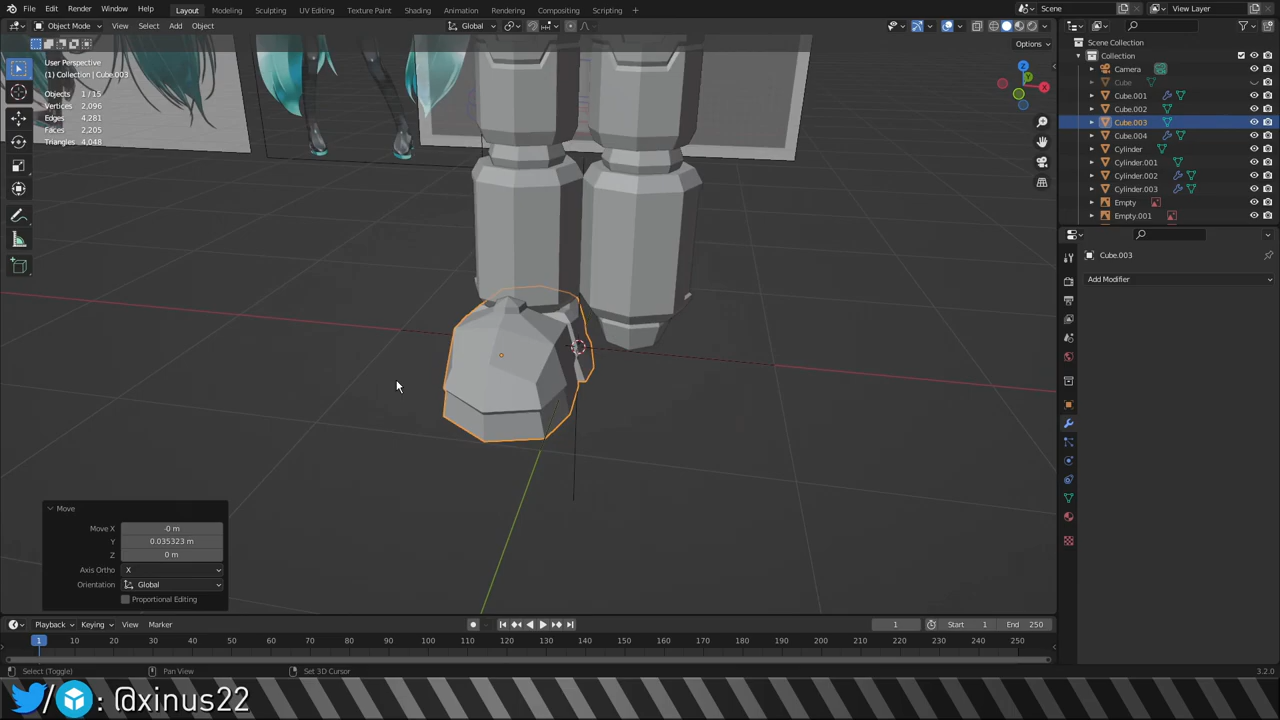 File Edit Render Window Help Layout Modeling Sculpting UV Editing Texture Paint Shading Animation Rendering Compositing Scripting + Scene View Layer
Object Mode View Select Add Object Global
Options
User Perspective
(1) Collection | Cube.003
Objects 1/15
Vertices 2,096
Edges 4,281
Faces 2,205
Triangles 4,048
X
Y
Z
Scene Collection
Collection
Camera
Cube
Cube.001
Cube.002
Cube.003
Cube.004
Cylinder
Cylinder.001
Cylinder.002
Cylinder.003
Empty
Empty.001
Cube.003
Add Modifier
Move
Move X -0 m
Y 0.035323 m
Z 0 m
Axis Ortho X
Orientation Global
Proportional Editing
Playback Keying View Marker 1 Start 1 End 250
1 10 20 30 40 50 60 70 80 90 100 110 120 130 140 150 160 170 180 190 200 210 220 230 240 250
Select (Toggle) Pan View Set 3D Cursor 3.2.0
/ : @xinus22